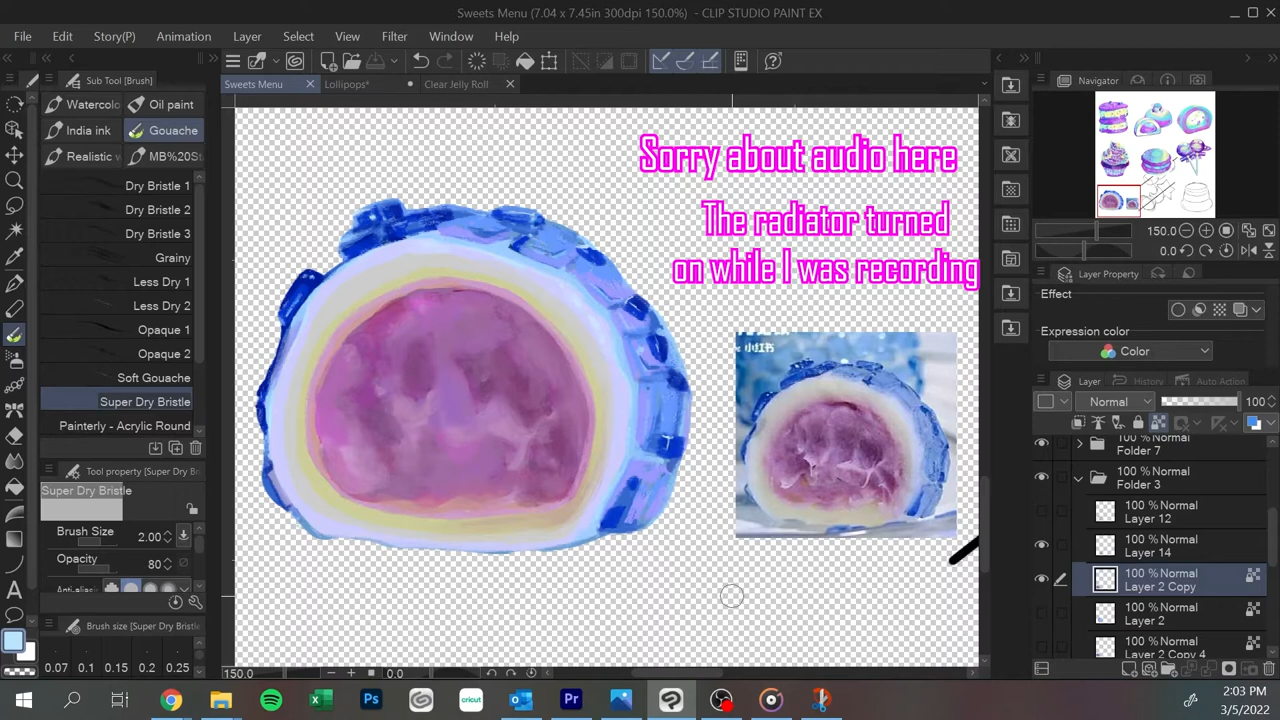 Sweets Menu (7.04 x 7.45in 300dpi 150.0%) - CLIP STUDIO PAINT EX
File Edit Story(P) Animation Layer Select View Filter Window Help
Sub Tool [Brush]
Watercolo
Oil paint
India ink
Gouache
Realistic w
MB%20St
Dry Bristle 1
Dry Bristle 2
Dry Bristle 3
Grainy
Less Dry 1
Less Dry 2
Opaque 1
Opaque 2
Soft Gouache
Super Dry Bristle
Painterly - Acrylic Round
Tool property [Super Dry Br
Super Dry Bristle
Brush Size 2.00
Opacity 80
Anti-alias
Brush size [Super Dry Bristle]
0.07 0.1 0.15 0.2 0.25
Sweets Menu Lollipops* Clear Jelly Roll
Sorry about audio here
The radiator turned
on while I was recording
小红书
150.0 0.0
Navigator
150.0
0.0
Layer Property
Effect
Expression color
Color
Layer History Auto Action
Normal 100
100 % Normal
Folder 7
100 % Normal
Folder 3
100 % Normal
Layer 12
100 % Normal
Layer 14
100 % Normal
Layer 2 Copy
100 % Normal
Layer 2
100 % Normal
Layer 2 Copy 4
Ps
cricut
Pr
2:03 PM
3/5/2022